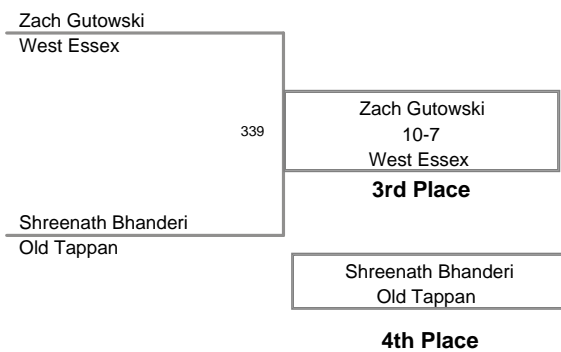 Zach Gutowski
West Essex
339
Zach Gutowski
10-7
West Essex
3rd Place
Shreenath Bhanderi
Old Tappan
Shreenath Bhanderi
Old Tappan
4th Place